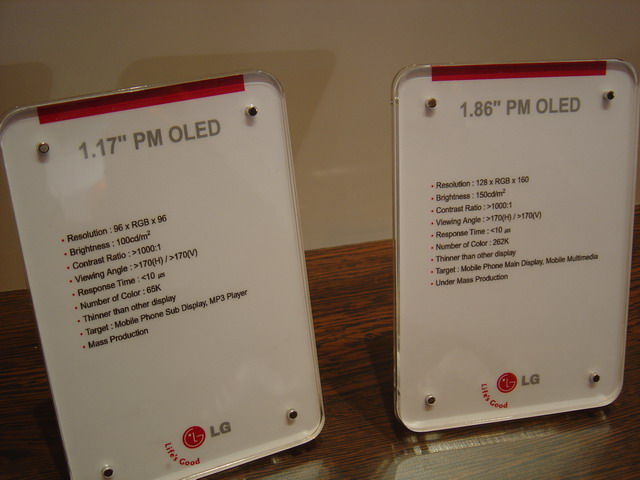 1.17" PM OLED
• Resolution : 96 x RGB x 96
• Brightness : 100cd/m²
• Contrast Ratio : >1000:1
• Viewing Angle : >170(H) / >170(V)
• Response Time : <10 ㎲
• Number of Color : 65K
• Thinner than other display
• Target : Mobile Phone Sub Display, MP3 Player
• Mass Production
LG
Life's Good
1.86" PM OLED
• Resolution : 128 x RGB x 160
• Brightness : 150cd/m²
• Contrast Ratio : >1000:1
• Viewing Angle : >170(H) / >170(V)
• Response Time : <10 ㎲
• Number of Color : 262K
• Thinner than other display
• Target : Mobile Phone Main Display, Mobile Multimedia
• Under Mass Production
LG
Life's Good